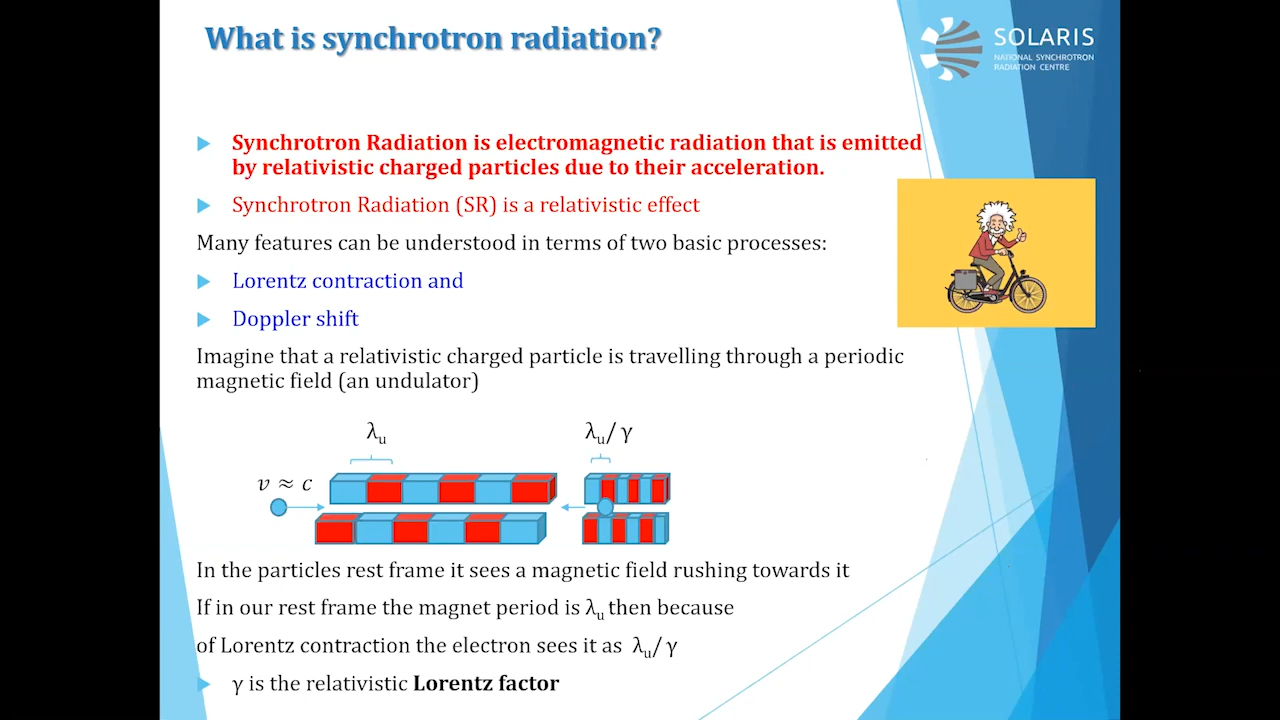 What is synchrotron radiation?
SOLARIS
NATIONAL SYNCHROTRON
RADIATION CENTRE
Synchrotron Radiation is electromagnetic radiation that is emitted
by relativistic charged particles due to their acceleration.
Synchrotron Radiation (SR) is a relativistic effect
Many features can be understood in terms of two basic processes:
Lorentz contraction and
Doppler shift
Imagine that a relativistic charged particle is travelling through a periodic
magnetic field (an undulator)
λu
λu/ γ
v ≈ c
In the particles rest frame it sees a magnetic field rushing towards it
If in our rest frame the magnet period is λu then because
of Lorentz contraction the electron sees it as λu/ γ
γ is the relativistic Lorentz factor